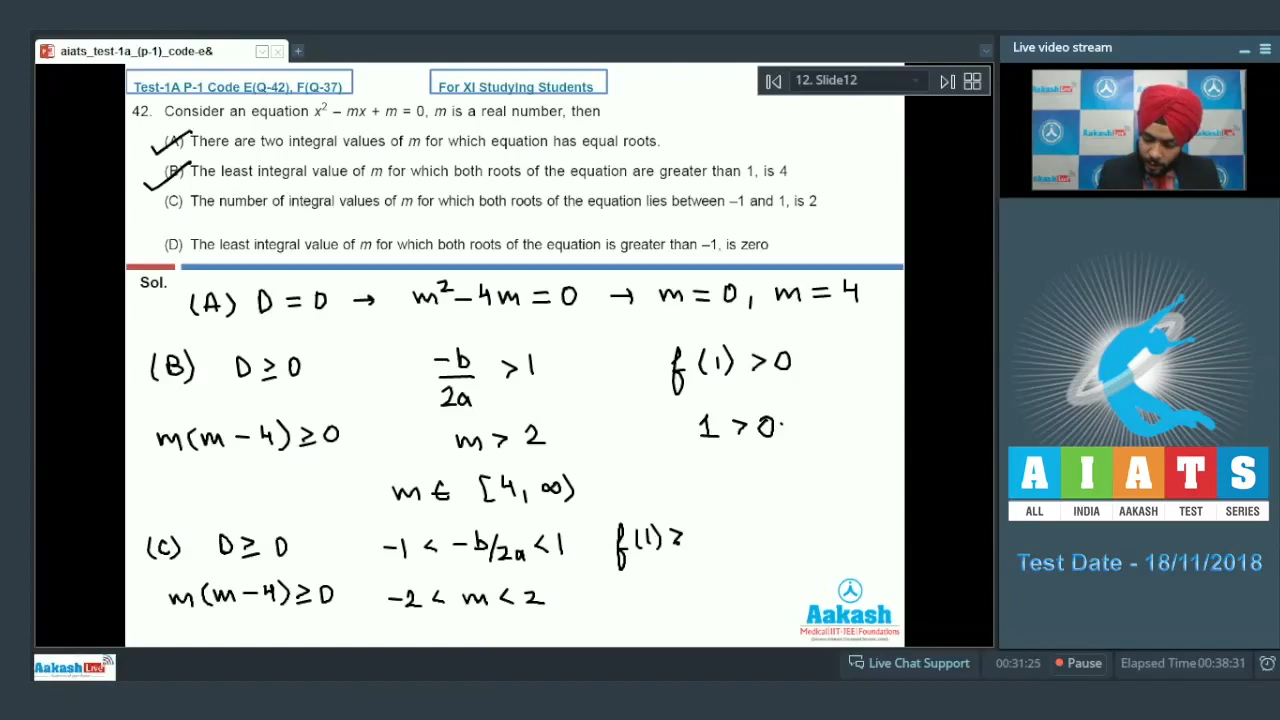 aiats_test-1a_(p-1)_code-e&
Live video stream
Test-1A P-1 Code E(Q-42), F(Q-37)
For XI Studying Students
12. Slide12
42. Consider an equation x² – mx + m = 0, m is a real number, then
(A) There are two integral values of m for which equation has equal roots.
(B) The least integral value of m for which both roots of the equation are greater than 1, is 4
(C) The number of integral values of m for which both roots of the equation lies between –1 and 1, is 2
(D) The least integral value of m for which both roots of the equation is greater than –1, is zero
Sol.
(A) D = 0 → m² – 4m = 0 → m = 0, m = 4
(B) D ≥ 0 -b/2a > 1 f(1) > 0
m(m – 4) ≥ 0 m > 2 1 > 0
m ∈ [4, ∞)
(C) D ≥ 0 -1 < -b/2a < 1 f(1) >
m(m – 4) ≥ 0 -2 < m < 2
Aakash
Medical|IIT-JEE|Foundations
AIATS
ALL INDIA AAKASH TEST SERIES
Test Date - 18/11/2018
Aakash Live
Live Chat Support
00:31:25
Pause
Elapsed Time 00:38:31